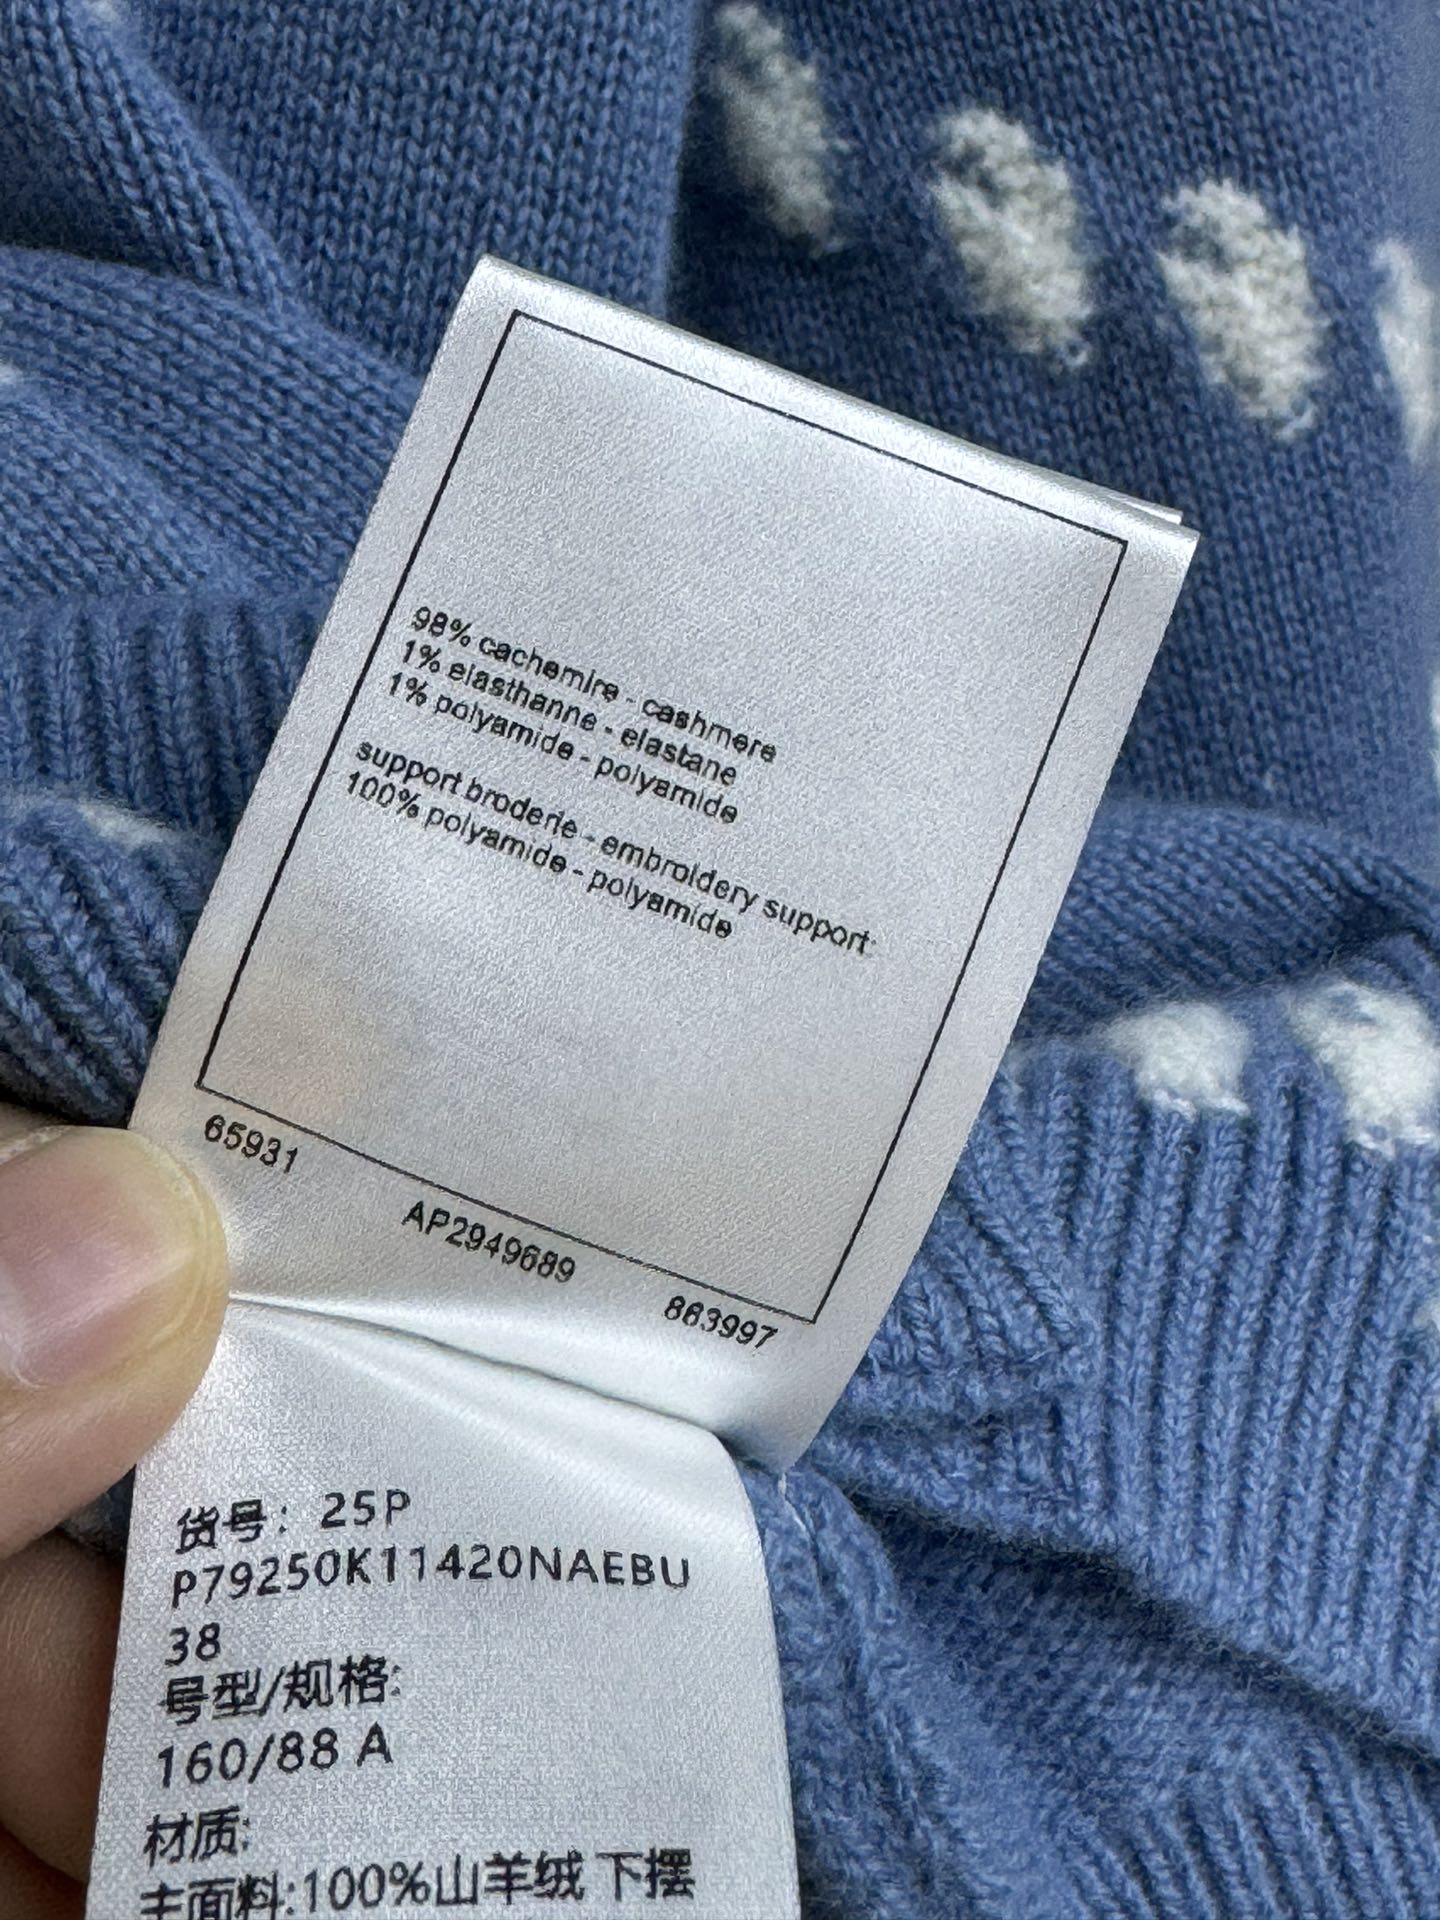 98% cachemire - cashmere
1% elasthanne - elastane
1% polyamide - polyamide
support broderie - embroidery support:
100% polyamide - polyamide
65931
AP2949689
863997
货号: 25P
P79250K11420NAEBU
38
号型/规格:
160/88 A
材质:
主面料:100%山羊绒 下摆